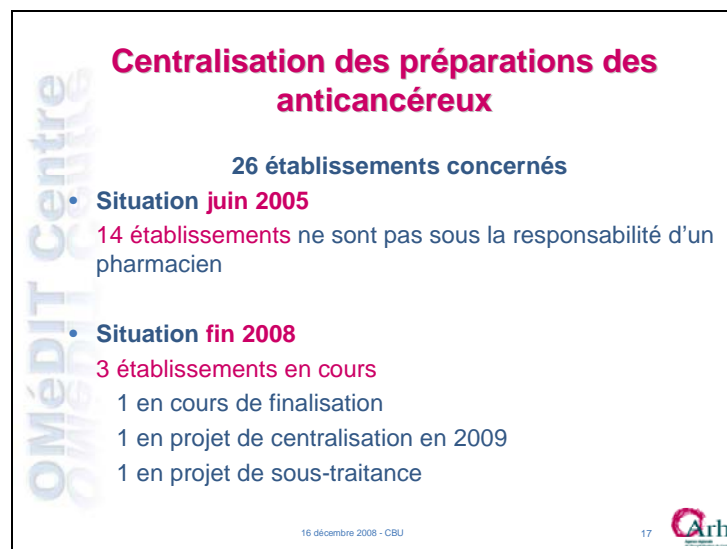 Centralisation des préparations des
anticancéreux
OMéDIT Centre
26 établissements concernés
• Situation juin 2005
14 établissements ne sont pas sous la responsabilité d'un
pharmacien
• Situation fin 2008
3 établissements en cours
1 en cours de finalisation
1 en projet de centralisation en 2009
1 en projet de sous-traitance
16 décembre 2008 - CBU
17
Arh